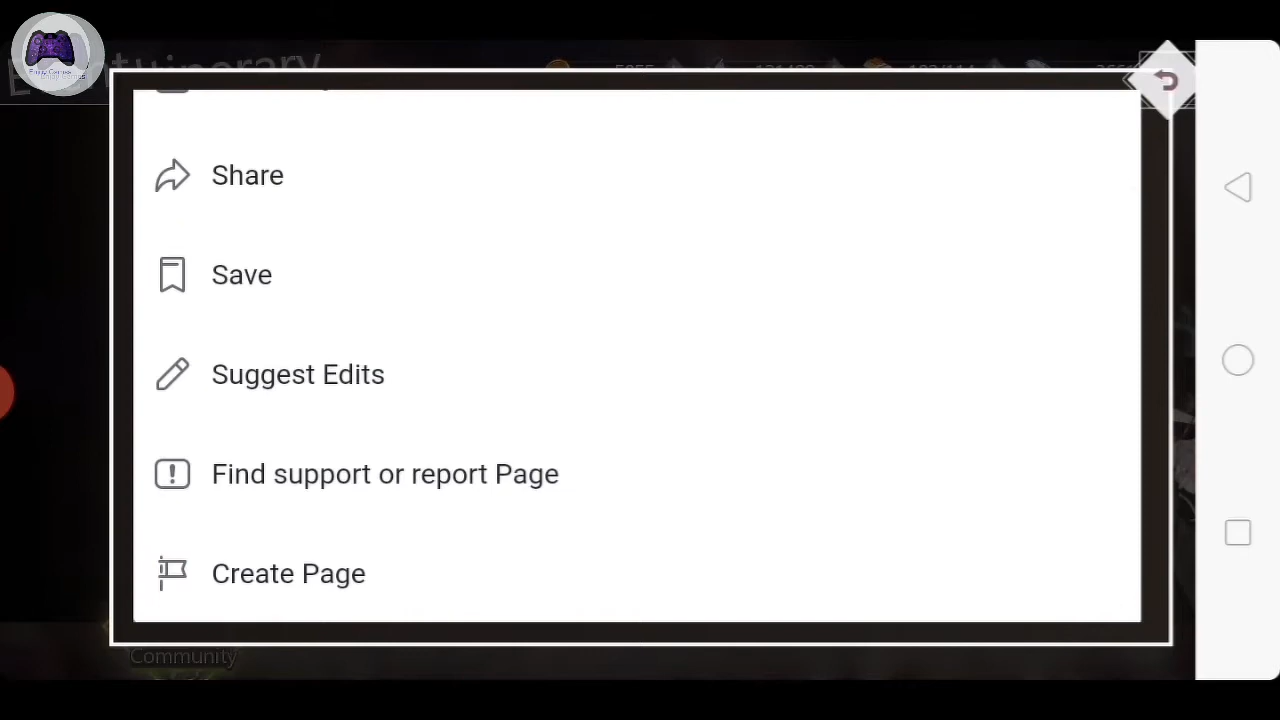 Share
Save
Suggest Edits
Find support or report Page
Create Page
Community